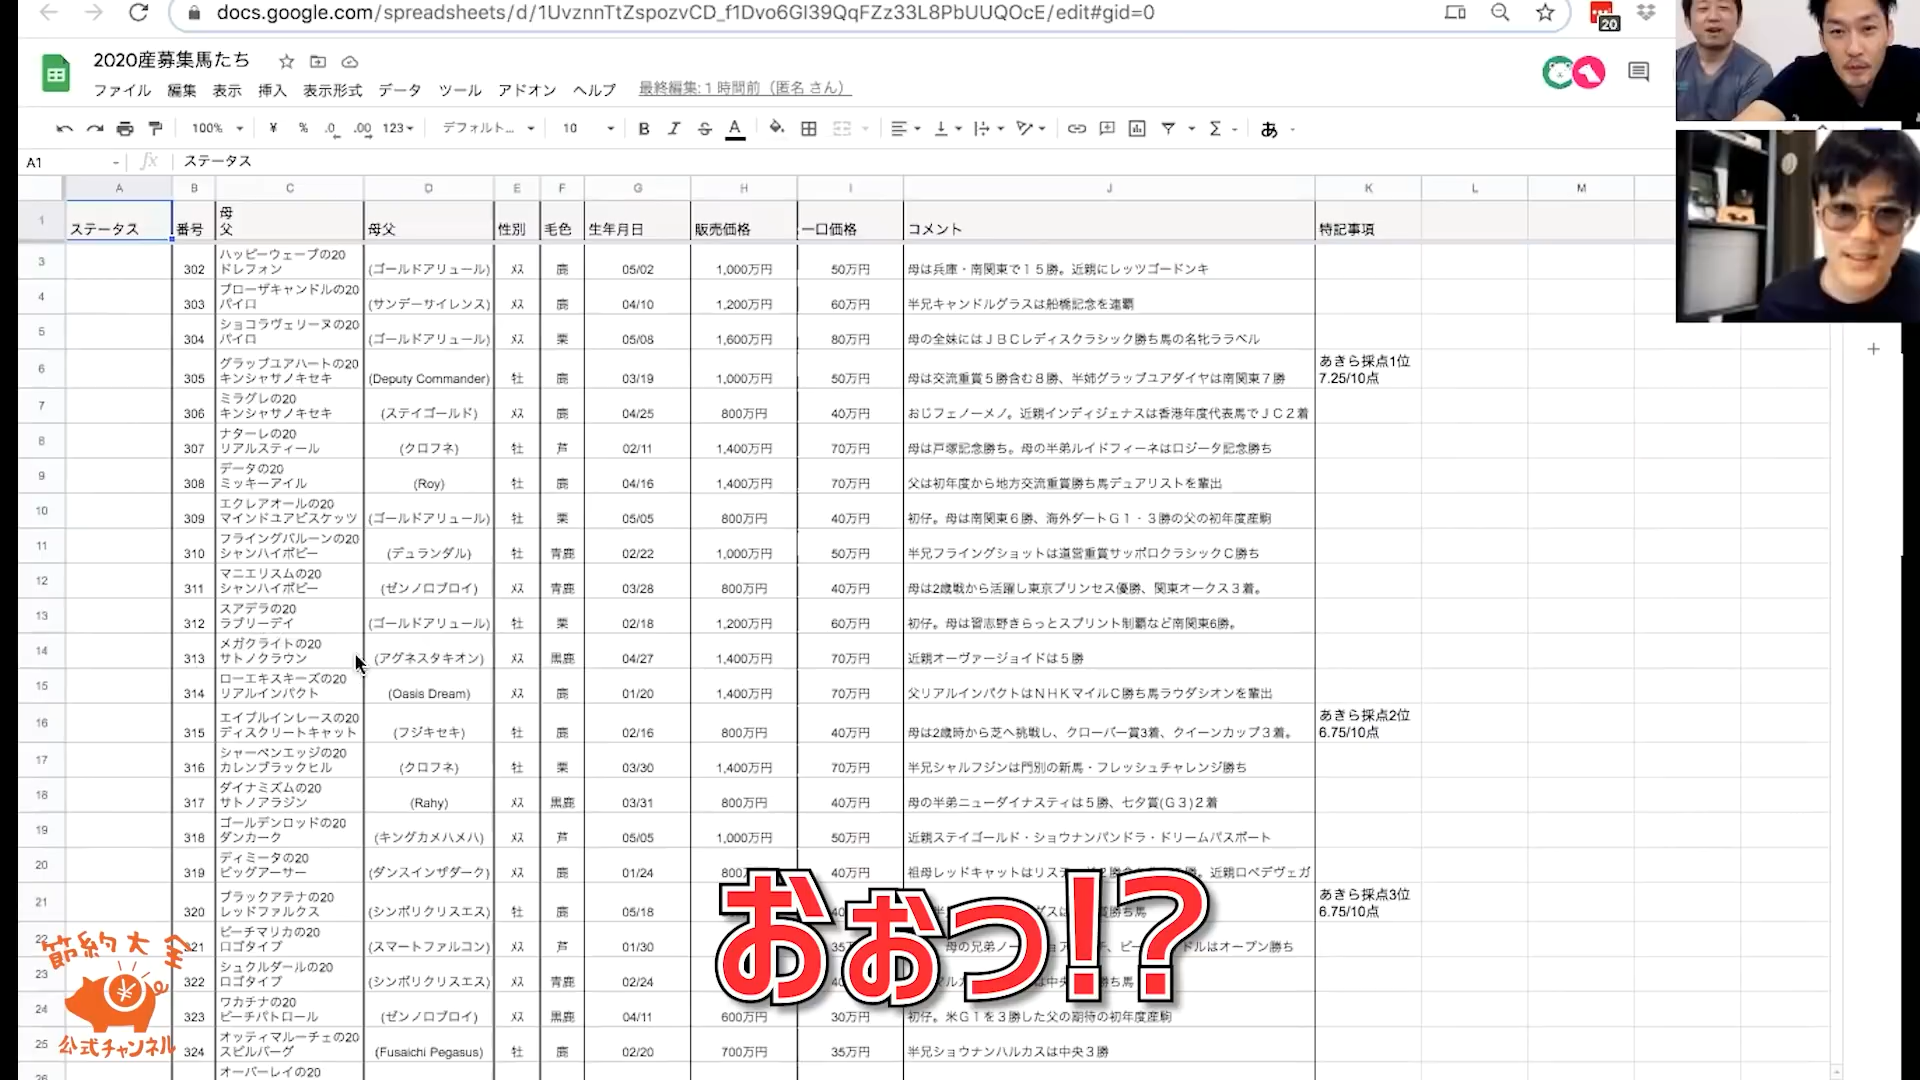 docs.google.com/spreadsheets/d/1UvznnTtZspozvCD_f1Dvo6GI39QqFZz33L8PbUUQOcE/edit#gid=0
20
2020産募集馬たち
ファイル 編集 表示 挿入 表示形式 データ ツール アドオン ヘルプ 最終編集: 1 時間前（匿名 さん）
100% ¥ % .0 .00 123 デフォルト... 10 B I S A Σ あ
A1 fx ステータス
A B C D E F G H I J K L M
1 ステータス 番号 母 父 母父 性別 毛色 生年月日 販売価格 一口価格 コメント 特記事項
3 302 ハッピーウェーブの20 ドレフォン (ゴールドアリュール) メス 鹿 05/02 1,000万円 50万円 母は兵庫・南関東で１５勝。近親にレッツゴードンキ
4 303 ブローザキャンドルの20 パイロ (サンデーサイレンス) メス 鹿 04/10 1,200万円 60万円 半兄キャンドルグラスは船橋記念を連覇
5 304 ショコラヴェリーヌの20 パイロ (ゴールドアリュール) メス 栗 05/08 1,600万円 80万円 母の全妹にはＪＢＣレディスクラシック勝ち馬の名牝ララベル
6 305 グラップユアハートの20 キンシャサノキセキ (Deputy Commander) 牡 鹿 03/19 1,000万円 50万円 母は交流重賞５勝含む８勝、半姉グラップユアダイヤは南関東７勝 あきら採点1位 7.25/10点
7 306 ミラグレの20 キンシャサノキセキ (ステイゴールド) メス 鹿 04/25 800万円 40万円 おじフェノーメノ。近親インディジェナスは香港年度代表馬でＪＣ２着
8 307 ナターレの20 リアルスティール (クロフネ) 牡 芦 02/11 1,400万円 70万円 母は戸塚記念勝ち。母の半弟ルイドフィーネはロジータ記念勝ち
9 308 データの20 ミッキーアイル (Roy) 牡 鹿 04/16 1,400万円 70万円 父は初年度から地方交流重賞勝ち馬デュアリストを輩出
10 309 エクレアオールの20 マインドユアビスケッツ (ゴールドアリュール) 牡 栗 05/05 800万円 40万円 初仔。母は南関東６勝、海外ダートＧ１・３勝の父の初年度産駒
11 310 フライングバルーンの20 シャンハイボビー (デュランダル) 牡 青鹿 02/22 1,000万円 50万円 半兄フライングショットは道営重賞サッポロクラシックＣ勝ち
12 311 マニエリスムの20 シャンハイボビー (ゼンノロブロイ) メス 青鹿 03/28 800万円 40万円 母は2歳戦から活躍し東京プリンセス優勝、関東オークス３着。
13 312 スアデラの20 ラブリーデイ (ゴールドアリュール) 牡 栗 02/18 1,200万円 60万円 初仔。母は習志野きらっとスプリント制覇など南関東6勝。
14 313 メガクライトの20 サトノクラウン (アグネスタキオン) メス 黒鹿 04/27 1,400万円 70万円 近親オーヴァージョイドは５勝
15 314 ローエキスキーズの20 リアルインパクト (Oasis Dream) メス 鹿 01/20 1,400万円 70万円 父リアルインパクトはＮＨＫマイルＣ勝ち馬ラウダシオンを輩出
16 315 エイブルインレースの20 ディスクリートキャット (フジキセキ) 牡 鹿 02/16 800万円 40万円 母は2歳時から芝へ挑戦し、クローバー賞3着、クイーンカップ３着。 あきら採点2位 6.75/10点
17 316 シャーペンエッジの20 カレンブラックヒル (クロフネ) 牡 栗 03/30 1,400万円 70万円 半兄シャルフジンは門別の新馬・フレッシュチャレンジ勝ち
18 317 ダイナミズムの20 サトノアラジン (Rahy) メス 黒鹿 03/31 800万円 40万円 母の半弟ニューダイナスティは５勝、七夕賞(Ｇ３)２着
19 318 ゴールデンロッドの20 ダンカーク (キングカメハメハ) メス 芦 05/05 1,000万円 50万円 近親ステイゴールド・ショウナンパンドラ・ドリームパスポート
20 319 ディミータの20 ビッグアーサー (ダンスインザダーク) メス 鹿 01/24 800 40万円 祖母レッドキャットはリステ 近親ロペデヴェガ
21 320 ブラックアテナの20 レッドファルクス (シンボリクリスエス) 牡 鹿 05/18 勝ち馬 あきら採点3位 6.75/10点
22 321 ビーチマリカの20 ロゴタイプ (スマートファルコン) メス 芦 01/30 母の兄弟ノー ドルはオープン勝ち
23 322 シュクルダールの20 ロゴタイプ (シンボリクリスエス) メス 青鹿 02/24 勝ち馬
24 323 ワカチナの20 ビーチパトロール (ゼンノロブロイ) メス 黒鹿 04/11 600万円 30万円 初仔。米Ｇ１を３勝した父の期待の初年度産駒
25 324 オッティマルーチェの20 スピルバーグ (Fusaichi Pegasus) 牡 鹿 02/20 700万円 35万円 半兄ショウナンハルカスは中央３勝
26 オーバーレイの20
おぉっ!?
節約大全
¥
公式チャンネル